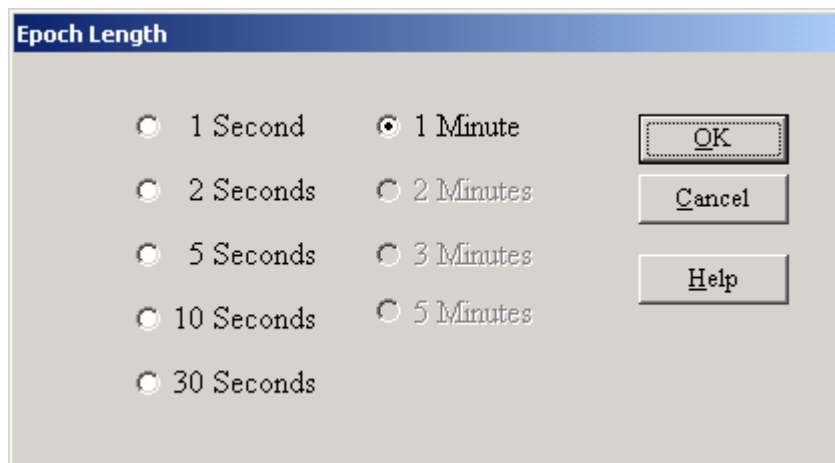 Epoch Length
1 Second
2 Seconds
5 Seconds
10 Seconds
30 Seconds
1 Minute
2 Minutes
3 Minutes
5 Minutes
OK
Cancel
Help